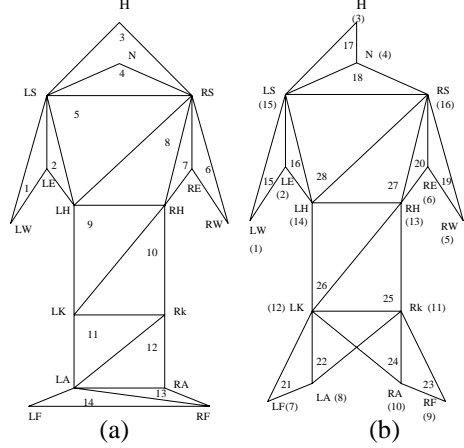 H H
3 (3)
17
N N (4)
4 18
LS RS LS RS
(15) (16)
5 8 7 6 16 28 20 19
2 15 27
1 LE RE LE RE
(2) (6)
LH RH LH RH
(14) (13)
LW RW LW RW
(1) (5)
9
10
26 25
LK Rk (12) LK Rk (11)
11
12 22 24
LA RA 21 23
13 LA (8) RA
14 LF(7) (10) RF
LF RF (9)
(a) (b)